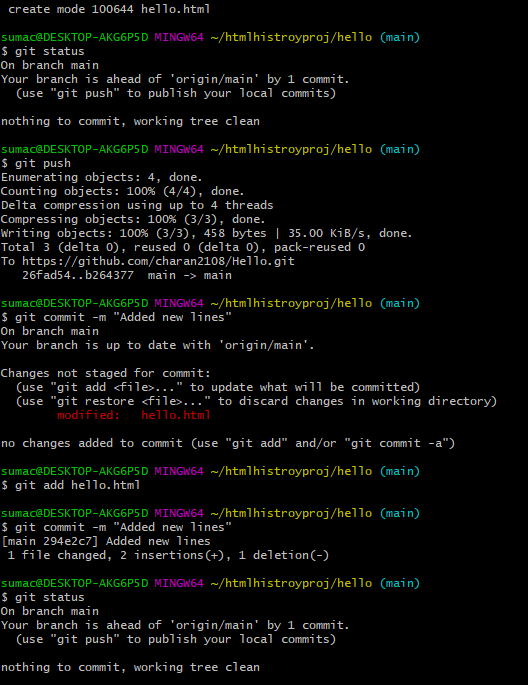 create mode 100644 hello.html
sumac@DESKTOP-AKG6P5D MINGW64 ~/htmlhistroyproj/hello (main)
$ git status
On branch main
Your branch is ahead of 'origin/main' by 1 commit.
  (use "git push" to publish your local commits)
nothing to commit, working tree clean
sumac@DESKTOP-AKG6P5D MINGW64 ~/htmlhistroyproj/hello (main)
$ git push
Enumerating objects: 4, done.
Counting objects: 100% (4/4), done.
Delta compression using up to 4 threads
Compressing objects: 100% (3/3), done.
Writing objects: 100% (3/3), 458 bytes | 35.00 KiB/s, done.
Total 3 (delta 0), reused 0 (delta 0), pack-reused 0
To https://github.com/charan2108/Hello.git
   26fad54..b264377  main -> main
sumac@DESKTOP-AKG6P5D MINGW64 ~/htmlhistroyproj/hello (main)
$ git commit -m "Added new lines"
On branch main
Your branch is up to date with 'origin/main'.
Changes not staged for commit:
  (use "git add <file>..." to update what will be committed)
  (use "git restore <file>..." to discard changes in working directory)
        modified:   hello.html
no changes added to commit (use "git add" and/or "git commit -a")
sumac@DESKTOP-AKG6P5D MINGW64 ~/htmlhistroyproj/hello (main)
$ git add hello.html
sumac@DESKTOP-AKG6P5D MINGW64 ~/htmlhistroyproj/hello (main)
$ git commit -m "Added new lines"
[main 294e2c7] Added new lines
 1 file changed, 2 insertions(+), 1 deletion(-)
sumac@DESKTOP-AKG6P5D MINGW64 ~/htmlhistroyproj/hello (main)
$ git status
On branch main
Your branch is ahead of 'origin/main' by 1 commit.
  (use "git push" to publish your local commits)
nothing to commit, working tree clean